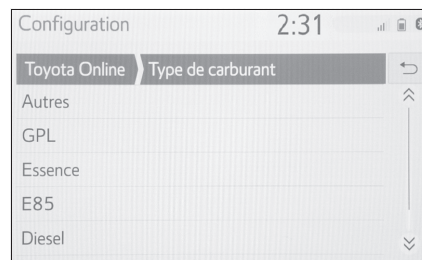 Configuration 2:31
Toyota Online Type de carburant
Autres
GPL
Essence
E85
Diesel